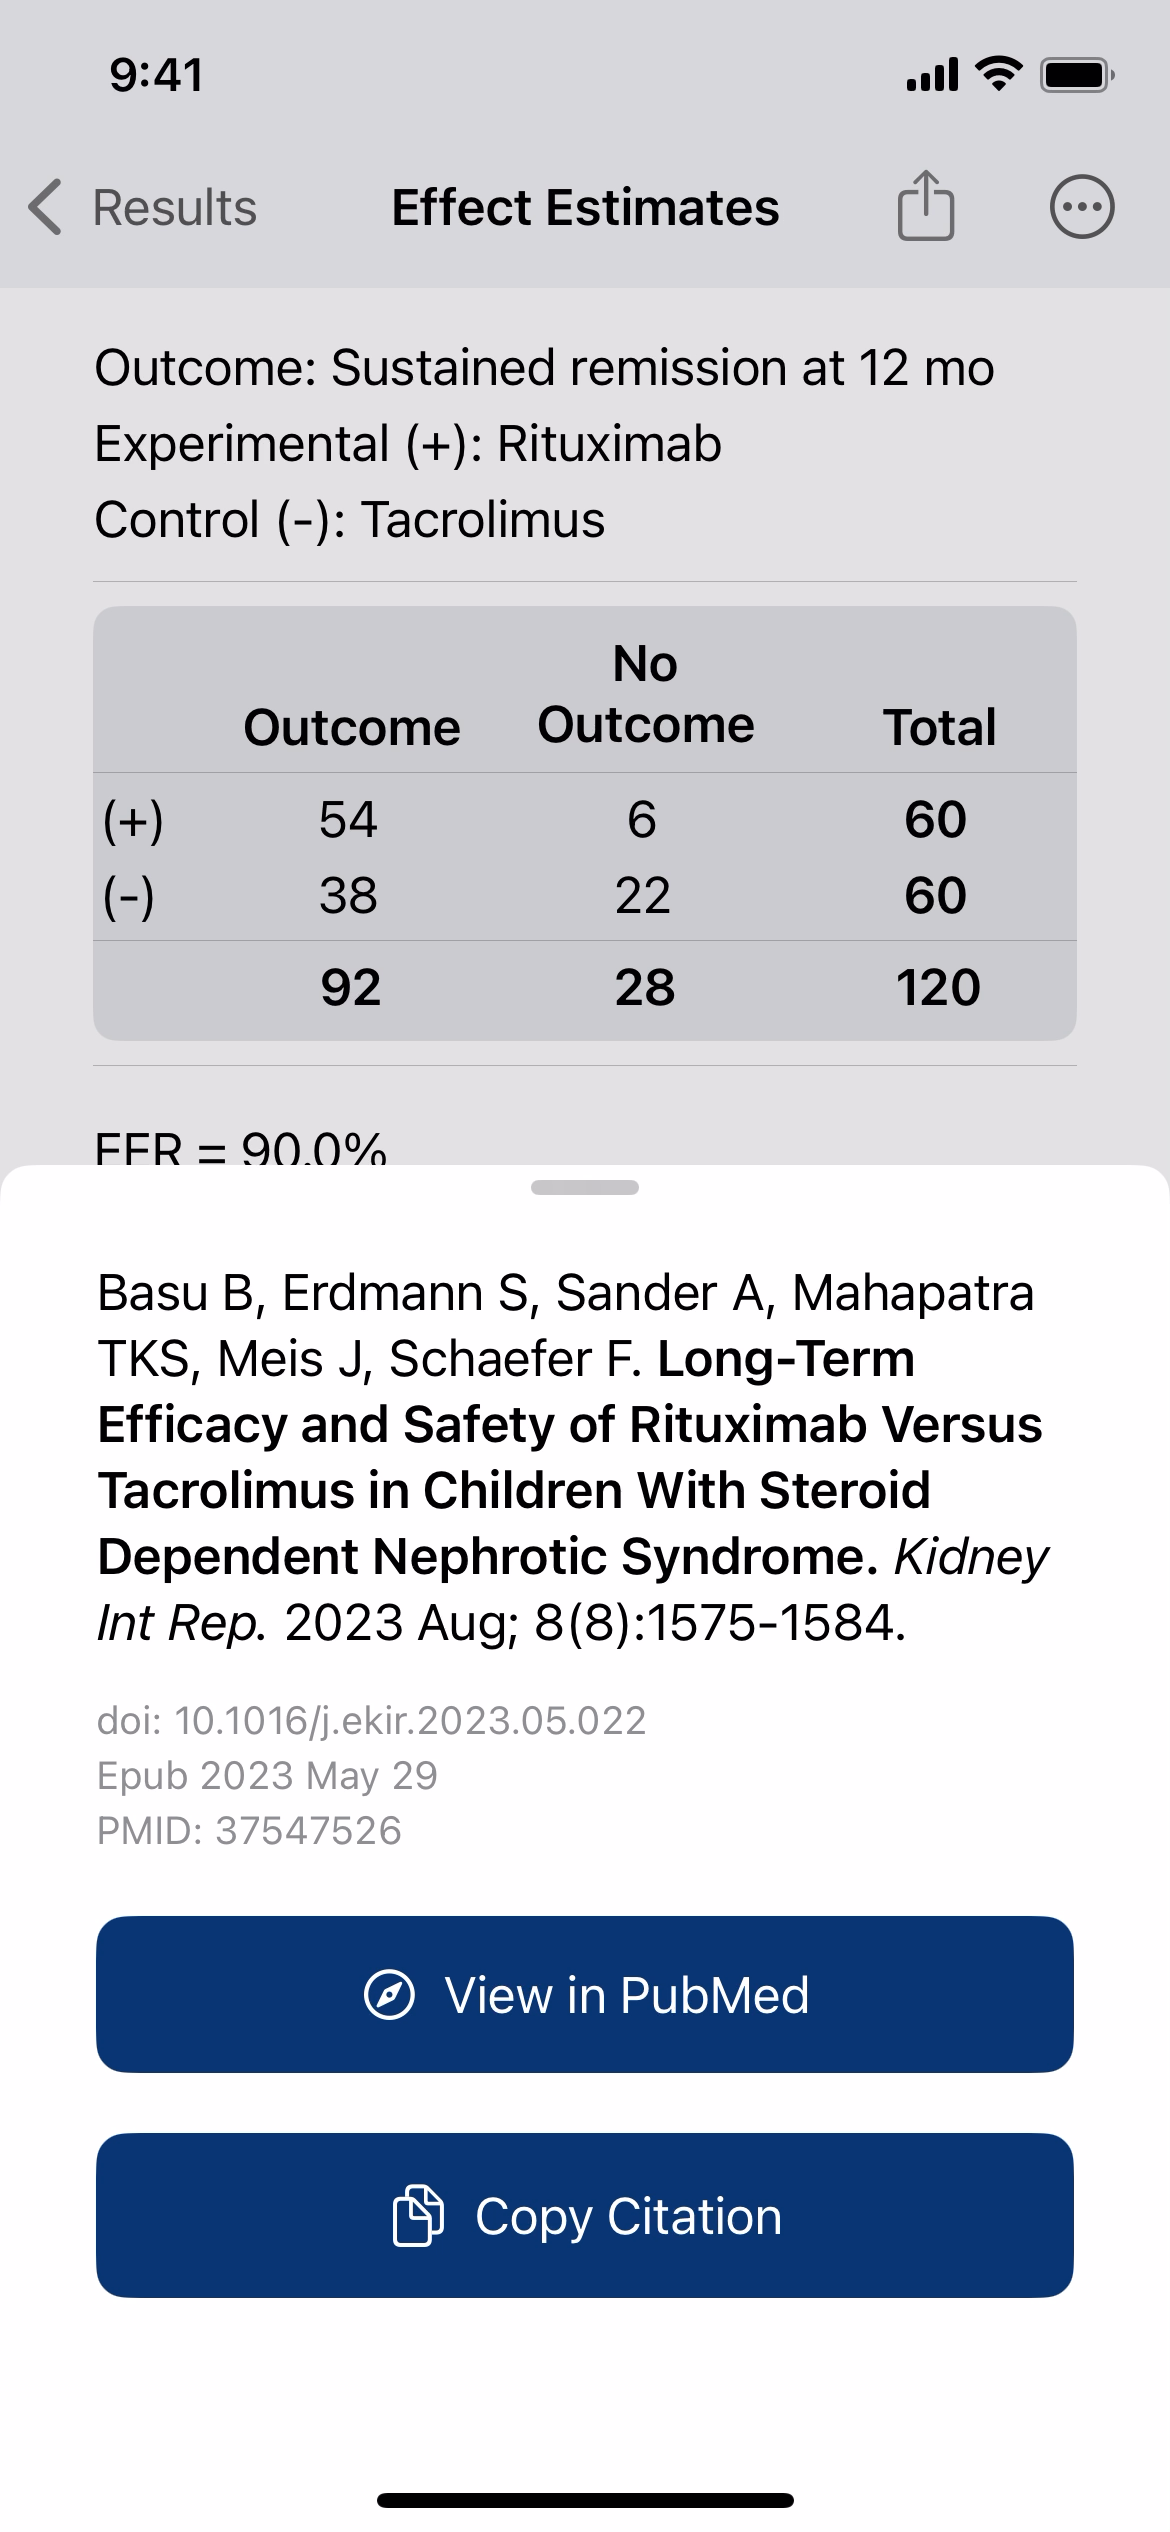 9:41
Results
Effect Estimates
Outcome: Sustained remission at 12 mo
Experimental (+): Rituximab
Control (-): Tacrolimus
No
Outcome Outcome Total
(+) 54 6 60
(-) 38 22 60
92 28 120
EER = 90.0%
Basu B, Erdmann S, Sander A, Mahapatra
TKS, Meis J, Schaefer F. Long-Term
Efficacy and Safety of Rituximab Versus
Tacrolimus in Children With Steroid
Dependent Nephrotic Syndrome. Kidney
Int Rep. 2023 Aug; 8(8):1575-1584.
doi: 10.1016/j.ekir.2023.05.022
Epub 2023 May 29
PMID: 37547526
View in PubMed
Copy Citation